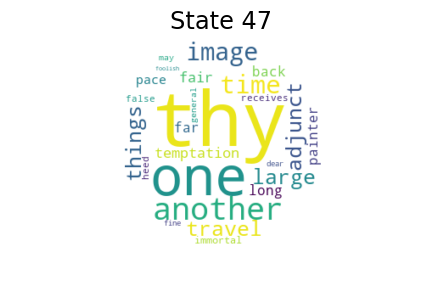 State 47
may
image
foolish
pace
fair
back
time
false
general
receives
thy
things
far
adjunct
painter
temptation
heed
one
dear
large
long
another
fine
travel
immortal